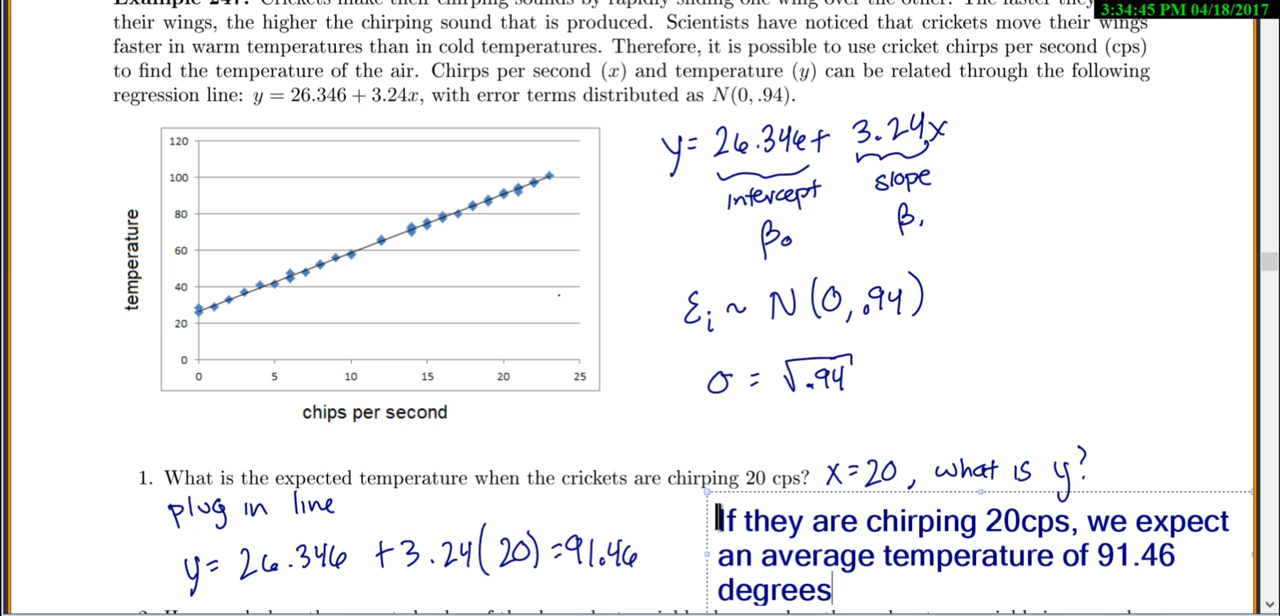 3:34:45 PM 04/18/2017
their wings, the higher the chirping sound that is produced. Scientists have noticed that crickets move their wings
faster in warm temperatures than in cold temperatures. Therefore, it is possible to use cricket chirps per second (cps)
to find the temperature of the air. Chirps per second (x) and temperature (y) can be related through the following
regression line: y = 26.346 + 3.24x, with error terms distributed as N(0, .94).
120
100
80
60
40
20
0
0 5 10 15 20 25
temperature
chips per second
y = 26.346 + 3.24x
intercept slope
β₀ β₁
εᵢ ~ N(0, .94)
σ = √.94
1. What is the expected temperature when the crickets are chirping 20 cps? x=20, what is y?
plug in line
y = 26.346 + 3.24(20) = 91.46
If they are chirping 20cps, we expect
an average temperature of 91.46
degrees